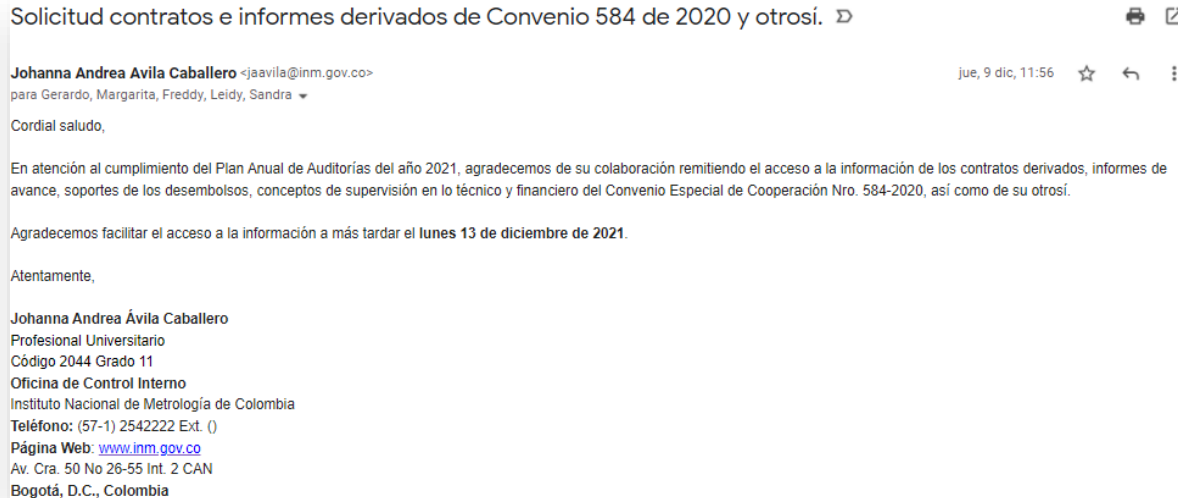 Solicitud contratos e informes derivados de Convenio 584 de 2020 y otrosí.
Johanna Andrea Avila Caballero <jaavila@inm.gov.co>
jue, 9 dic, 11:56
para Gerardo, Margarita, Freddy, Leidy, Sandra
Cordial saludo,
En atención al cumplimiento del Plan Anual de Auditorías del año 2021, agradecemos de su colaboración remitiendo el acceso a la información de los contratos derivados, informes de
avance, soportes de los desembolsos, conceptos de supervisión en lo técnico y financiero del Convenio Especial de Cooperación Nro. 584-2020, así como de su otrosí.
Agradecemos facilitar el acceso a la información a más tardar el lunes 13 de diciembre de 2021.
Atentamente,
Johanna Andrea Ávila Caballero
Profesional Universitario
Código 2044 Grado 11
Oficina de Control Interno
Instituto Nacional de Metrología de Colombia
Teléfono: (57-1) 2542222 Ext. ()
Página Web: www.inm.gov.co
Av. Cra. 50 No 26-55 Int. 2 CAN
Bogotá, D.C., Colombia